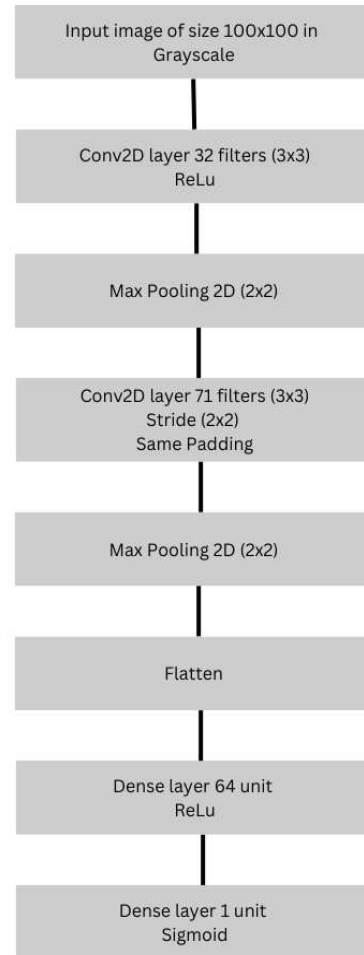 Input image of size 100x100 in
Grayscale
Conv2D layer 32 filters (3x3)
ReLu
Max Pooling 2D (2x2)
Conv2D layer 71 filters (3x3)
Stride (2x2)
Same Padding
Max Pooling 2D (2x2)
Flatten
Dense layer 64 unit
ReLu
Dense layer 1 unit
Sigmoid